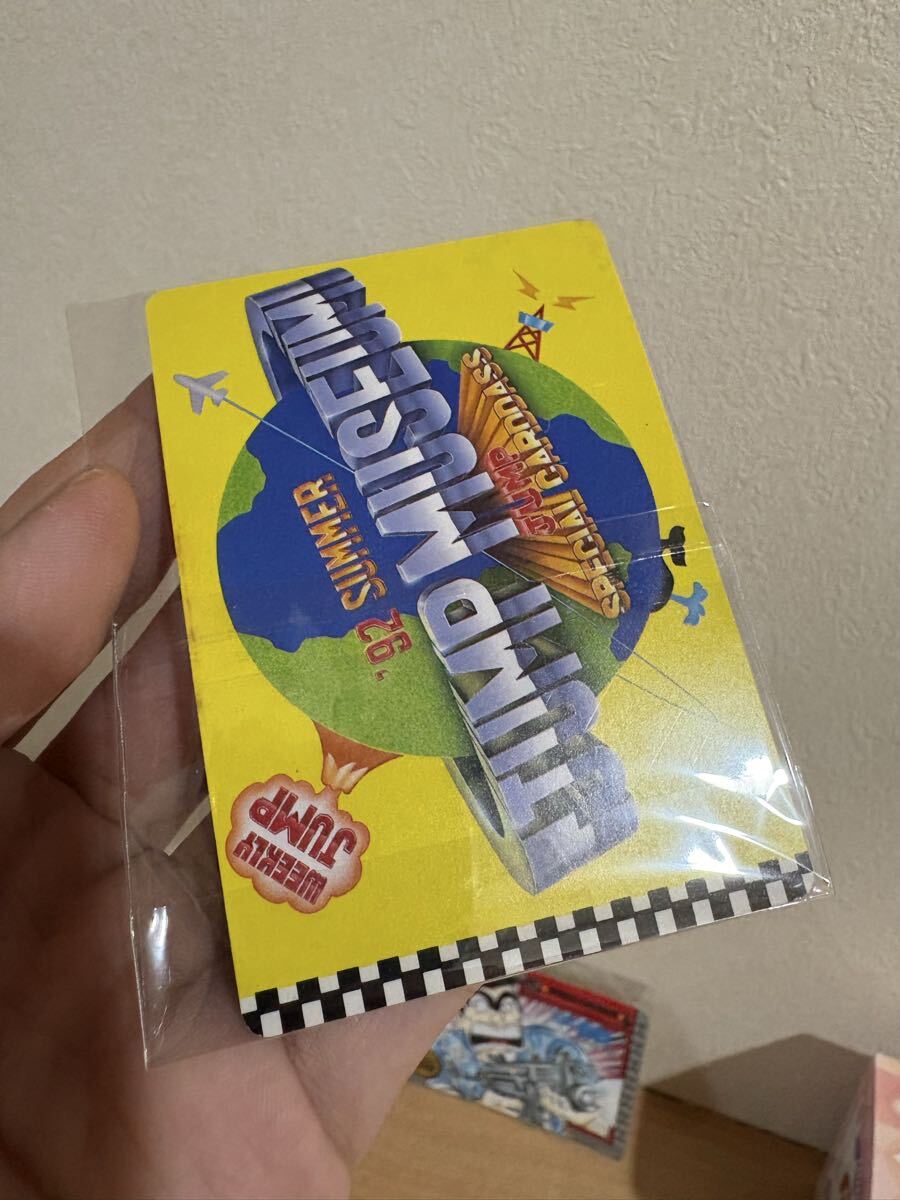 '92 SUMMER
JUMP MUSEUM
JUMP
SPECIAL CARDDASS
WEEKLY
JUMP